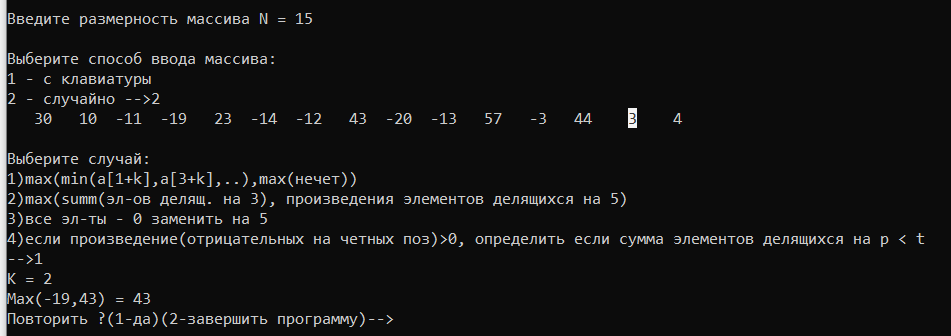 Введите размерность массива N = 15
Выберите способ ввода массива:
1 - с клавиатуры
2 - случайно -->2
30 10 -11 -19 23 -14 -12 43 -20 -13 57 -3 44 3 4
Выберите случай:
1)max(min(a[1+k],a[3+k],..),max(нечет))
2)max(summ(эл-ов делящ. на 3), произведения элементов делящихся на 5)
3)все эл-ты - 0 заменить на 5
4)если произведение(отрицательных на четных поз)>0, определить если сумма элементов делящихся на p < t
-->1
K = 2
Max(-19,43) = 43
Повторить ?(1-да)(2-завершить программу)-->